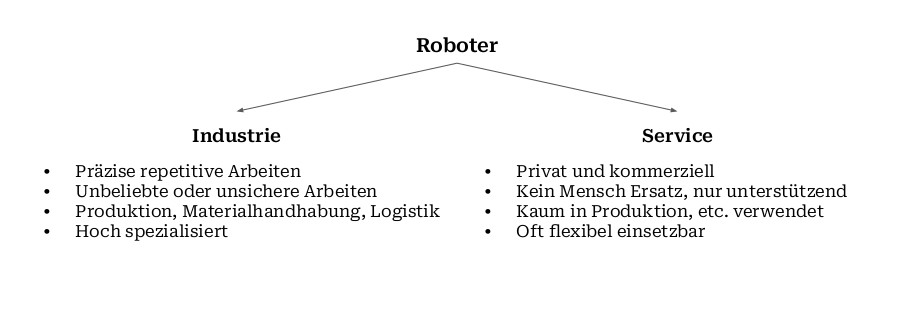 Roboter
Industrie
• Präzise repetitive Arbeiten
• Unbeliebte oder unsichere Arbeiten
• Produktion, Materialhandhabung, Logistik
• Hoch spezialisiert
Service
• Privat und kommerziell
• Kein Mensch Ersatz, nur unterstützend
• Kaum in Produktion, etc. verwendet
• Oft flexibel einsetzbar